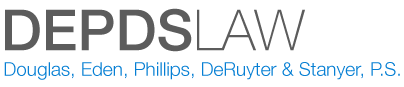 DEPDSLAW
Douglas, Eden, Phillips, DeRuyter & Stanyer, P.S.